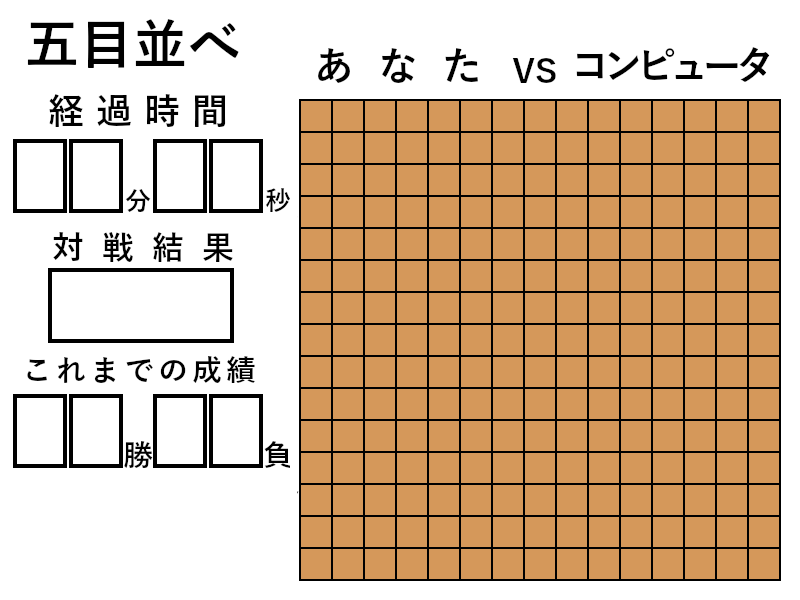 五目並べ
あなた vs コンピュータ
経過時間
分 秒
対戦結果
これまでの成績
勝 負